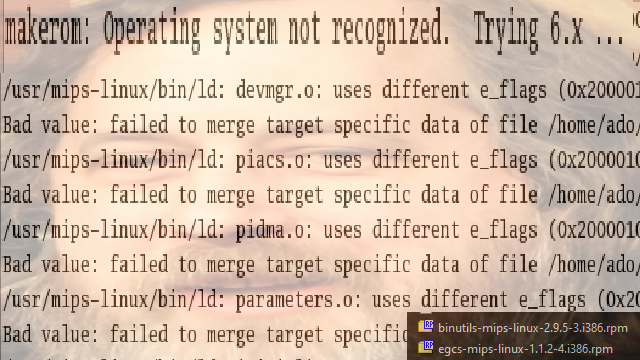 makerom: Operating system not recognized.  Trying 6.x ...
/usr/mips-linux/bin/ld: devmgr.o: uses different e_flags (0x200001
Bad value: failed to merge target specific data of file /home/ado/
/usr/mips-linux/bin/ld: piacs.o: uses different e_flags (0x2000010
Bad value: failed to merge target specific data of file /home/ado/
/usr/mips-linux/bin/ld: pidma.o: uses different e_flags (0x2000010
Bad value: failed to merge target specific data of file /home/ado/
/usr/mips-linux/bin/ld: parameters.o: uses different e_flags (0x20
Bad value: failed to merge target specific
binutils-mips-linux-2.9.5-3.i386.rpm
egcs-mips-linux-1.1.2-4.i386.rpm